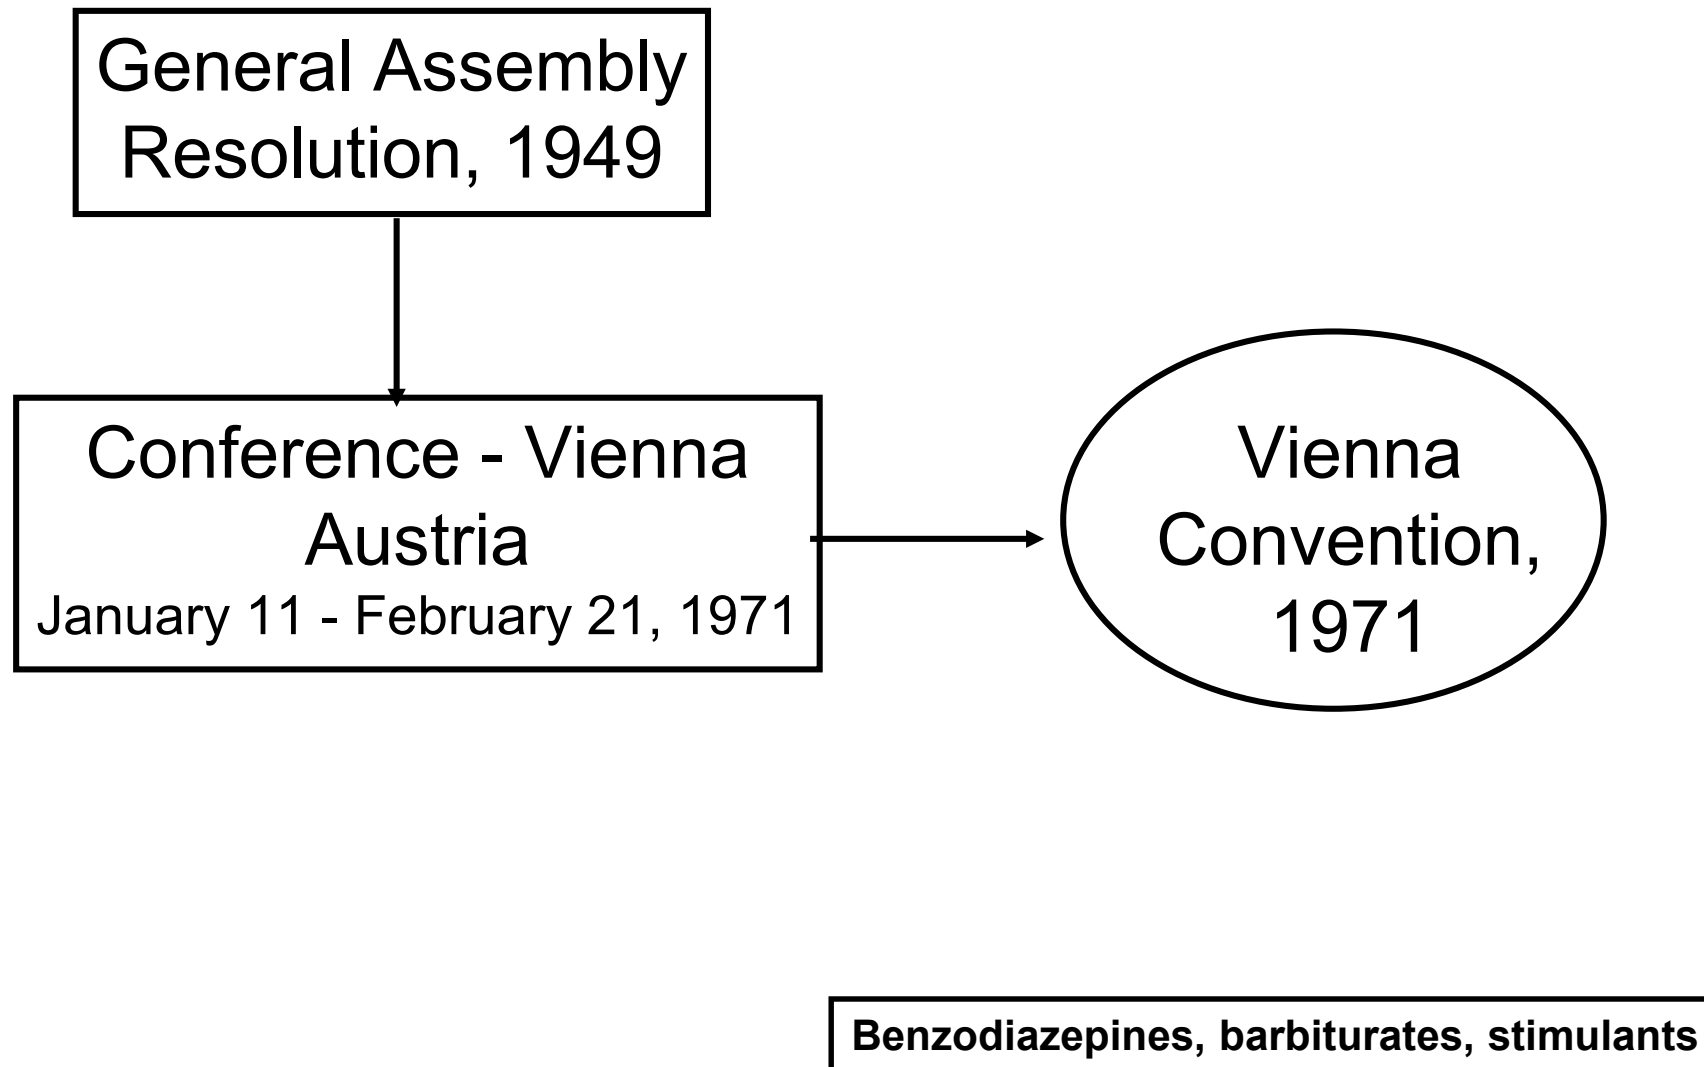 General Assembly
Resolution, 1949
Conference - Vienna
Austria
January 11 - February 21, 1971
Vienna
Convention,
1971
Benzodiazepines, barbiturates, stimulants